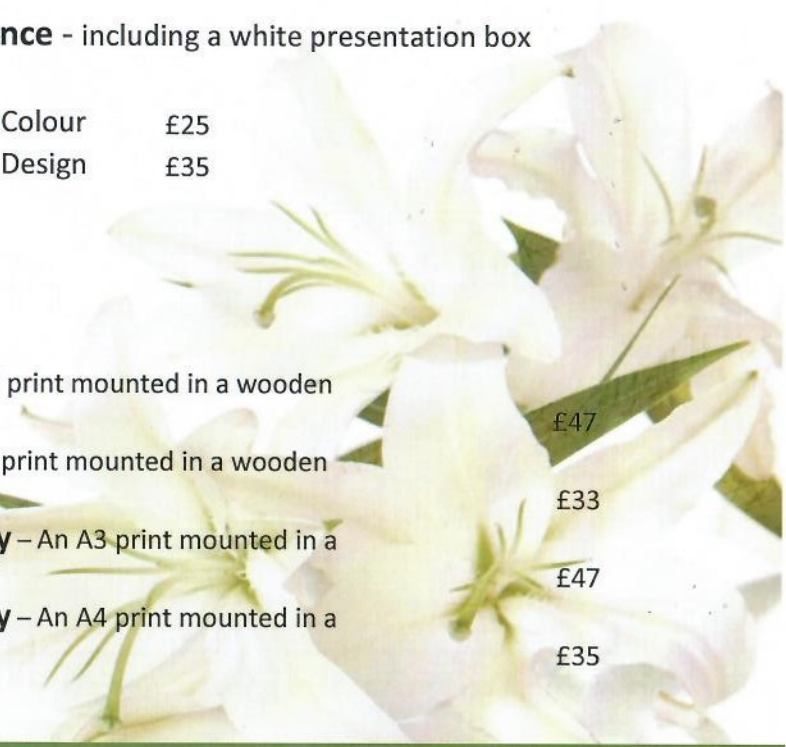 nce - including a white presentation box
Colour £25
Design £35
print mounted in a wooden
£47
print mounted in a wooden
£33
y – An A3 print mounted in a
£47
y – An A4 print mounted in a
£35